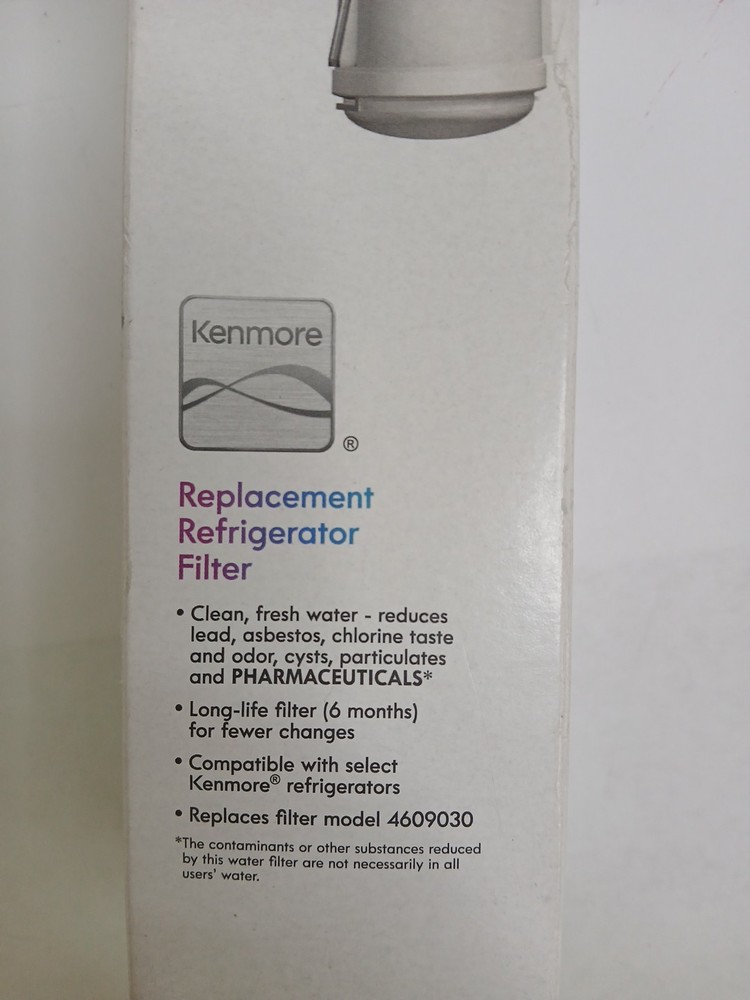 Kenmore
®
Replacement
Refrigerator
Filter
• Clean, fresh water - reduces
lead, asbestos, chlorine taste
and odor, cysts, particulates
and PHARMACEUTICALS*
• Long-life filter (6 months)
for fewer changes
• Compatible with select
Kenmore® refrigerators
• Replaces filter model 4609030
*The contaminants or other substances reduced
by this water filter are not necessarily in all
users' water.